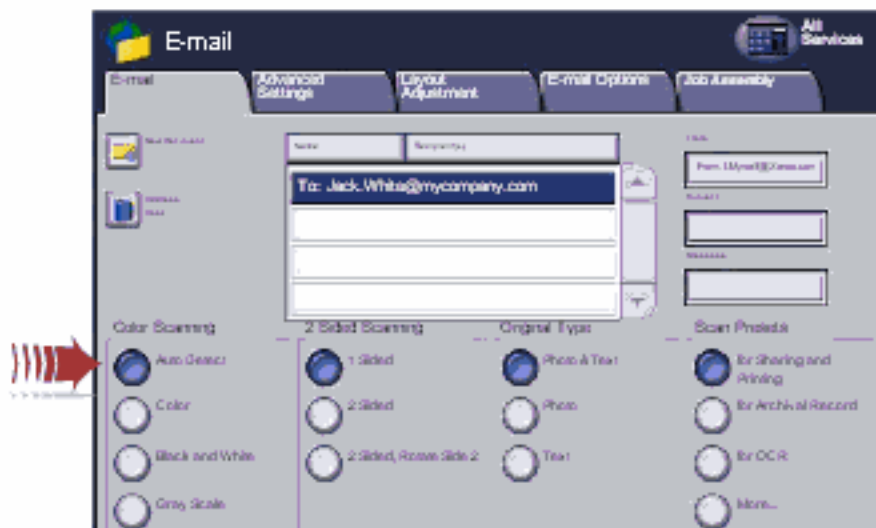 E-mail
All
Services
E-mail
Advanced
Settings
Layout
Adjustment
E-mail Options
Job Assembly
To: Jack.White@mycompany.com
Color Scanning
2 Sided Scanning
Original Type
Scan Presets
Auto Detect
1 Sided
Photo & Text
for Sharing and
Printing
Color
2 Sided
Photo
for Archival Record
Black and White
2 Sided, Rotate Side 2
Text
for OCR
Gray Scale
More...